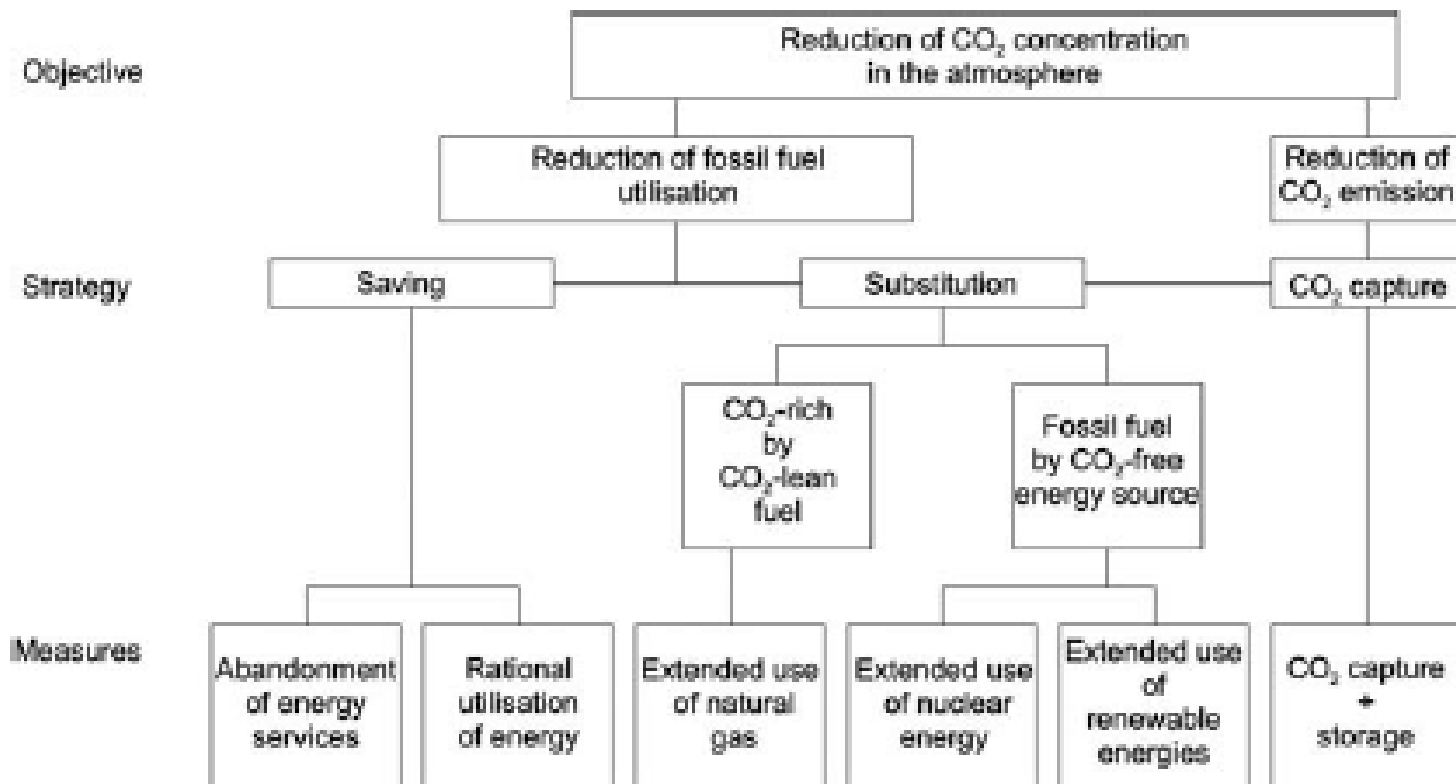 Objective
Reduction of CO₂ concentration
in the atmosphere
Reduction of fossil fuel
utilisation
Reduction of
CO₂ emission
Strategy
Saving
Substitution
CO₂ capture
CO₂-rich
by
CO₂-lean
fuel
Fossil fuel
by CO₂-free
energy source
Measures
Abandonment
of energy
services
Rational
utilisation
of energy
Extended use
of natural
gas
Extended use
of nuclear
energy
Extended use
of
renewable
energies
CO₂ capture
+
storage